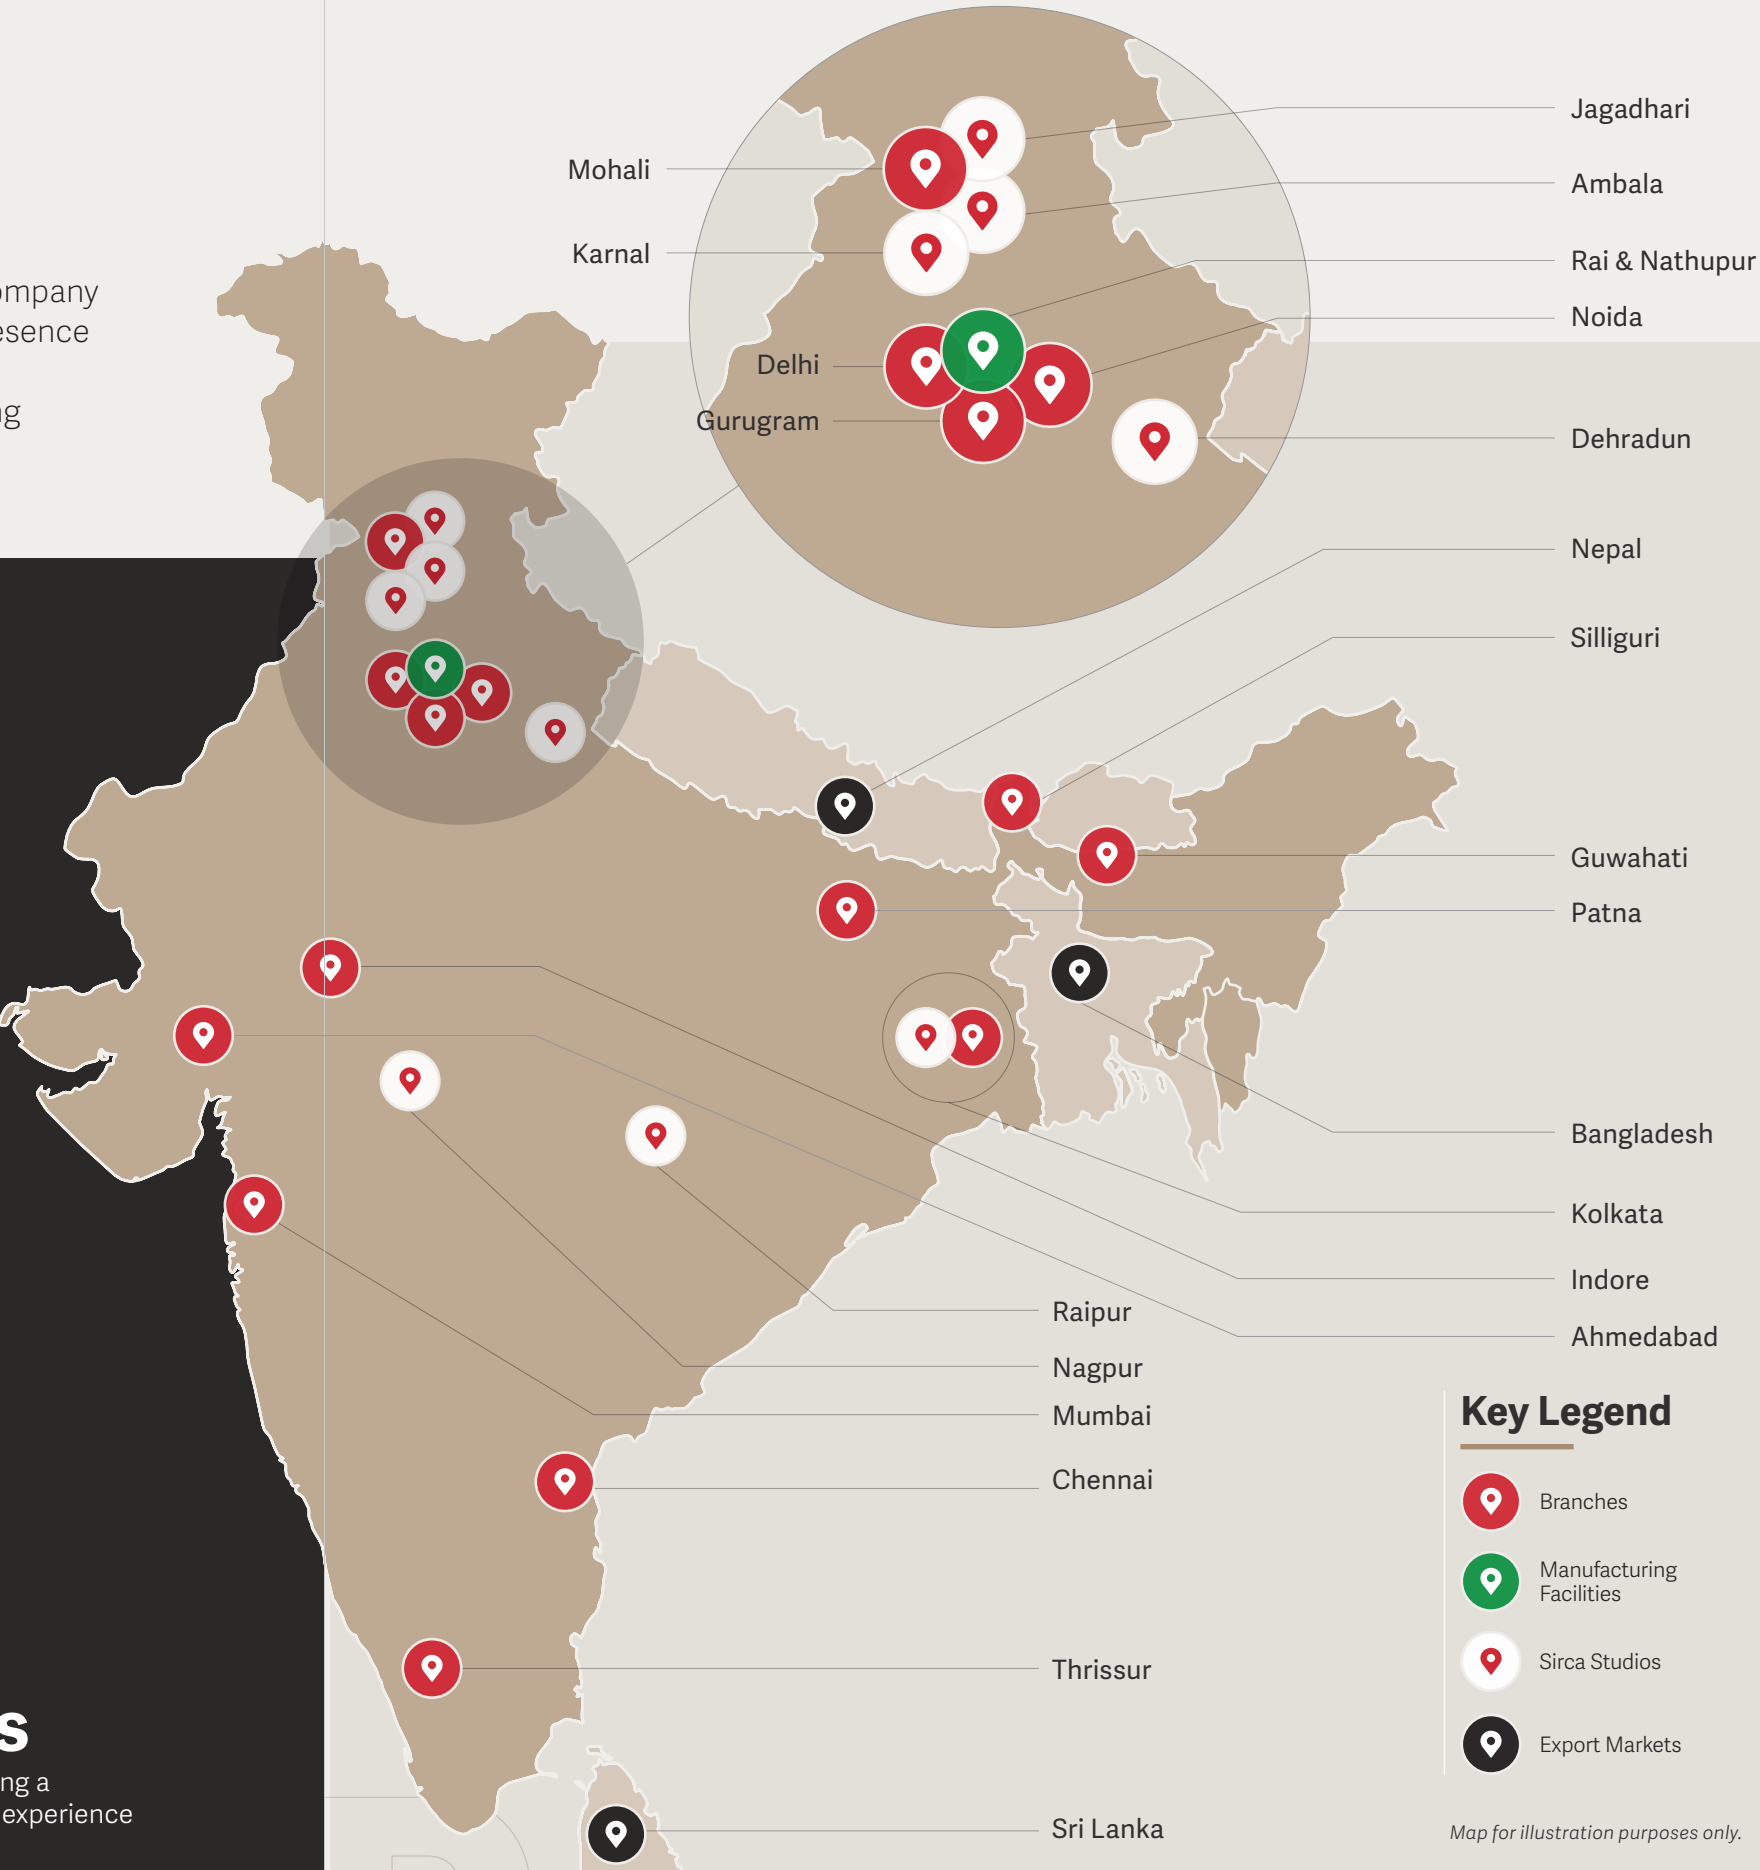 Jagadhari
Mohali
Ambala
Karnal
Rai & Nathupur
Noida
Delhi
Gurugram
Dehradun
esence
Nepal
Silliguri
Guwahati
Patna
Bangladesh
Kolkata
Indore
Ahmedabad
Raipur
Nagpur
Mumbai
Chennai
Thrissur
Sri Lanka
Key Legend
Branches
Manufacturing
Facilities
Sirca Studios
Export Markets
Map for illustration purposes only.
ompany
g
s
ng a
experience